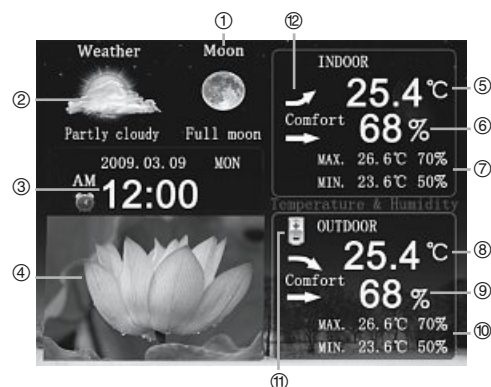 ① ⑫
Weather Moon
②
Partly cloudy Full moon
2009.03.09 MON
③ AM 12:00
④
INDOOR
25.4℃ ⑤
Comfort 68% ⑥
MAX. 26.6℃ 70%
MIN. 23.6℃ 50% ⑦
Temperature & Humidity
OUTDOOR
25.4℃ ⑧
Comfort 68% ⑨
MAX. 26.6℃ 70%
MIN. 23.6℃ 50% ⑩
⑪